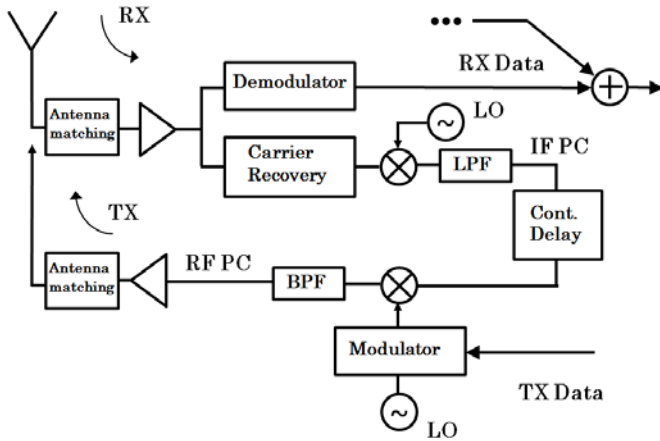 RX
•••
RX Data
Demodulator
Antenna
matching
LO
~
Carrier
Recovery
LPF
IF PC
TX
Cont.
Delay
Antenna
matching
RF PC
BPF
Modulator
TX Data
~
LO